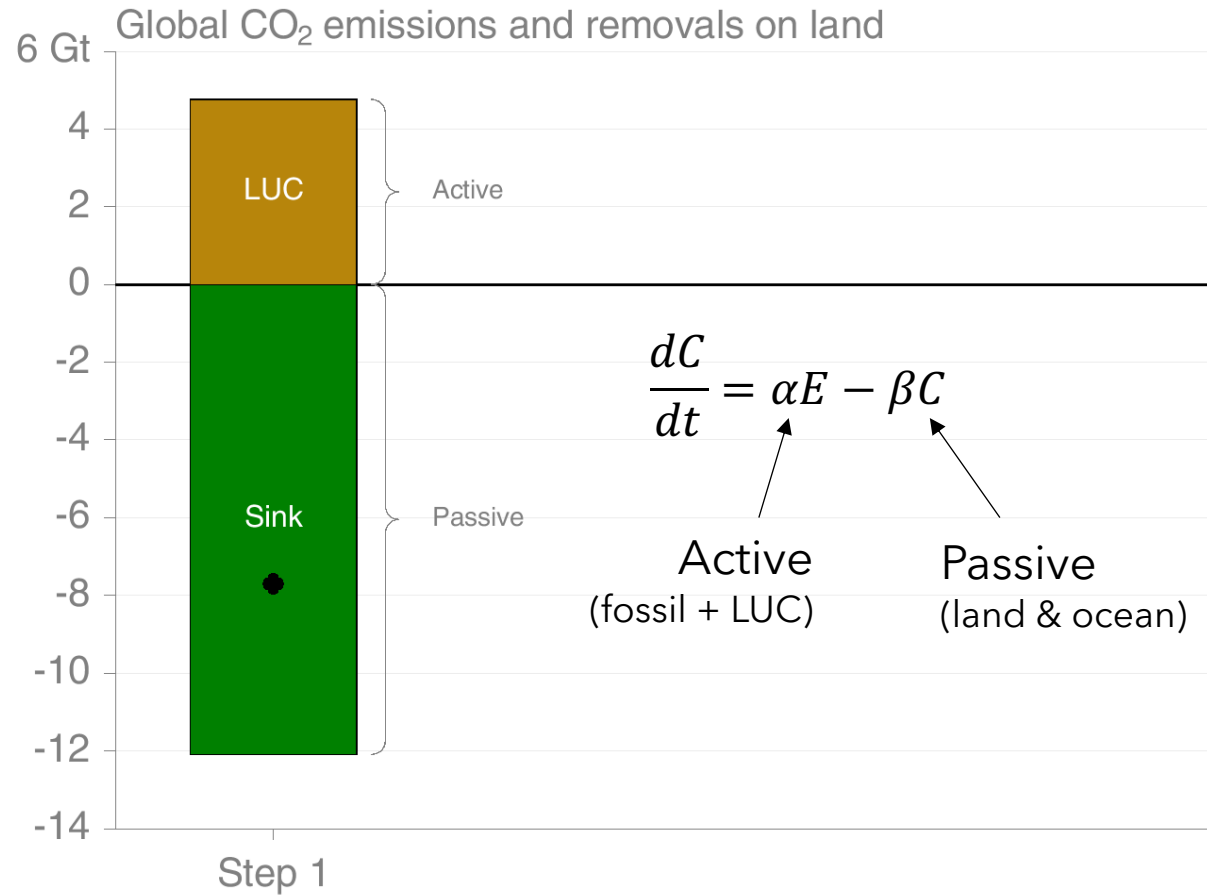 Global CO₂ emissions and removals on land
6 Gt
4
2
0
-2
-4
-6
-8
-10
-12
-14
LUC
Active
Sink
Passive
dC/dt = αE − βC
Active
(fossil + LUC)
Passive
(land & ocean)
Step 1